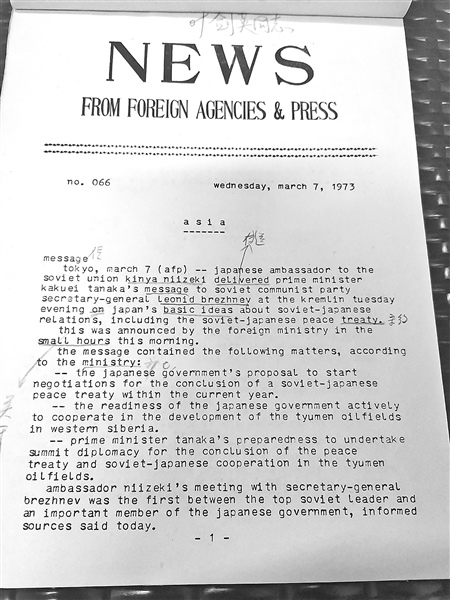 叶剑英同志
NEWS
FROM FOREIGN AGENCIES & PRESS
no. 066 wednesday, march 7, 1973
asia
message 信
tokyo, march 7 (afp) -- japanese ambassador to the
soviet union kinya niizeki delivered prime minister
kakuei tanaka's message to soviet communist party
secretary-general leonid brezhnev at the kremlin tuesday
evening on japan's basic ideas about soviet-japanese
relations, including the soviet-japanese peace treaty. 条约
this was announced by the foreign ministry in the
small hours this morning.
the message contained the following matters, according
to the ministry:
-- the japanese government's proposal to start
negotiations for the conclusion of a soviet-japanese
peace treaty within the current year.
-- the readiness of the japanese government actively
to cooperate in the development of the tyumen oilfields
in western siberia.
-- prime minister tanaka's preparedness to undertake
summit diplomacy for the conclusion of the peace
treaty and soviet-japanese cooperation in the tyumen
oilfields.
ambassador niizeki's meeting with secretary-general
brezhnev was the first between the top soviet leader and
an important member of the japanese government, informed
sources said today.
- 1 -